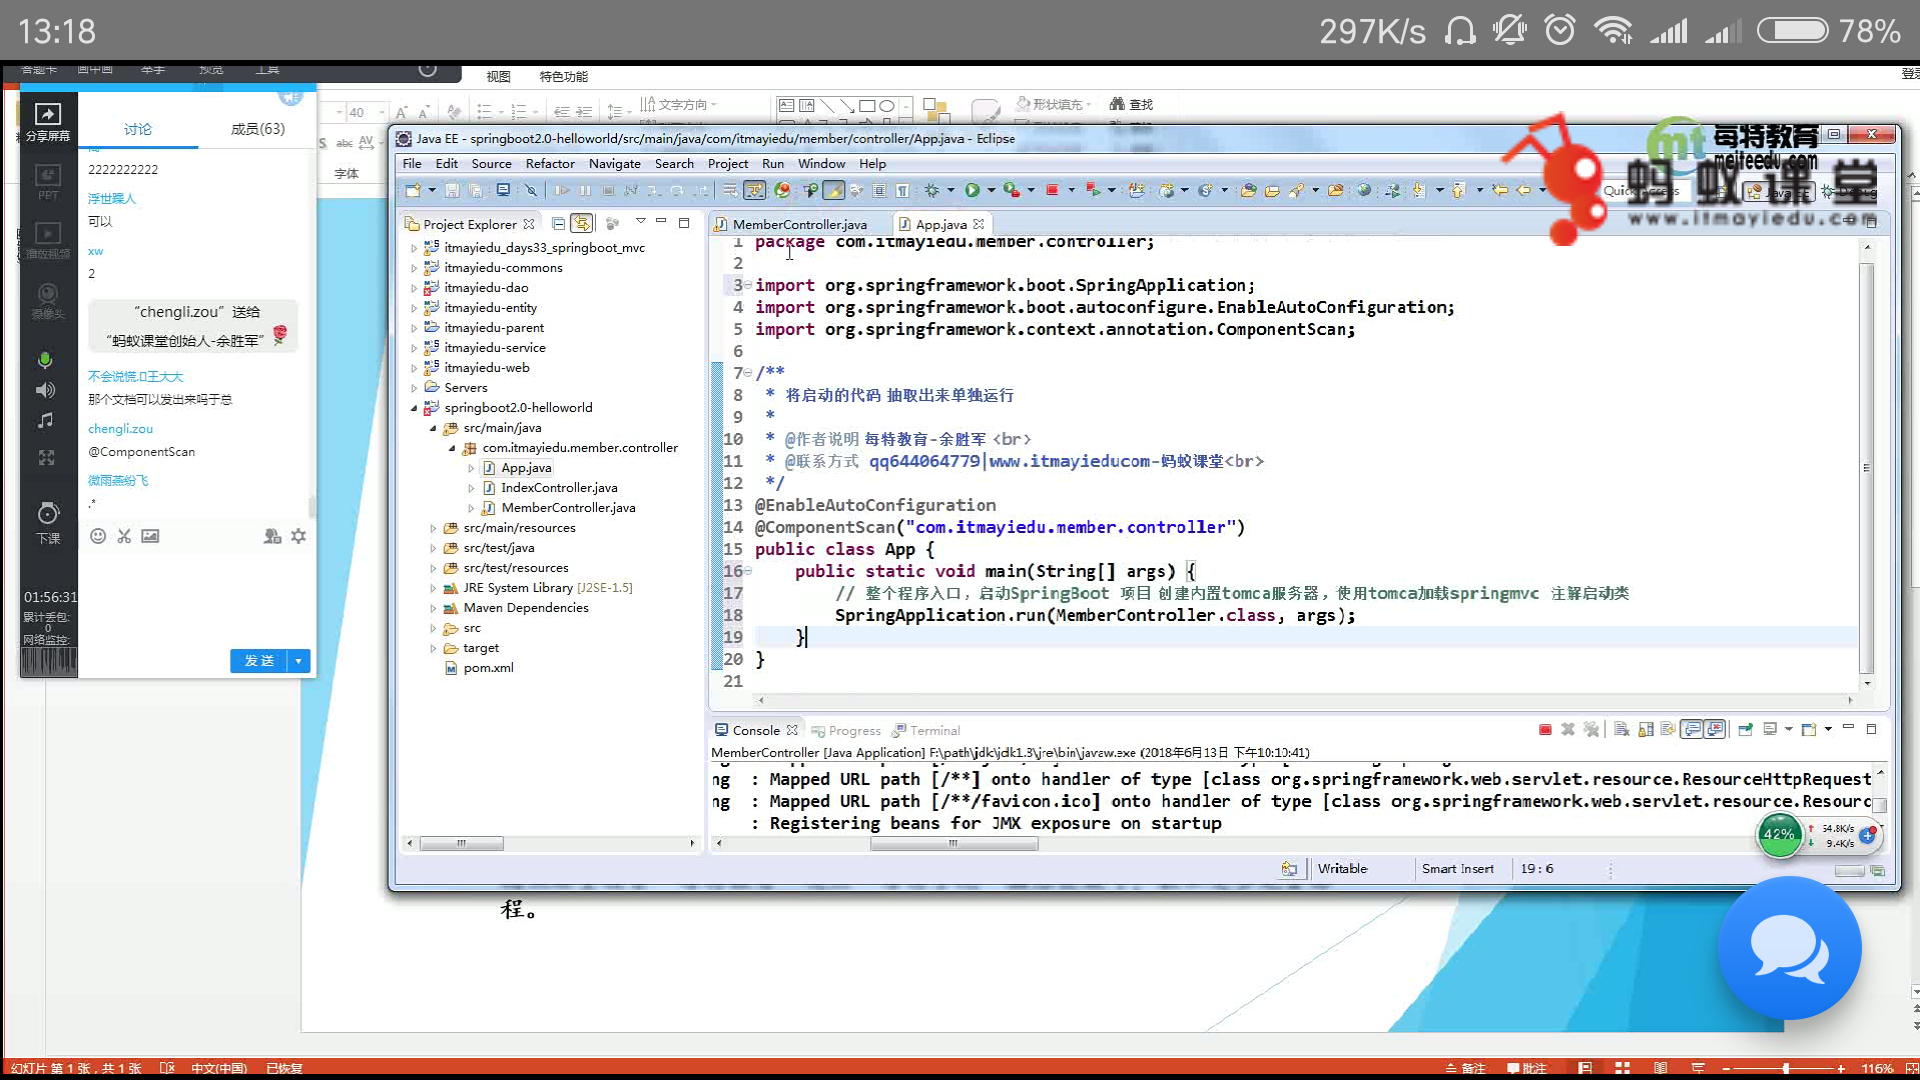 13:18
297K/s
78%
答题卡 画中画 举手 预览 工具
视图 特色功能
40
文字方向
形状填充
查找
字体
分享屏幕
PPT
播放视频
摄像头
下课
01:56:31
累计丢包:
0
网络监控:
讨论
成员(63)
2222222222
浮世蹂人
可以
xw
2
“chengli.zou”送给
“蚂蚁课堂创始人-余胜军”
不会说慌.王大大
那个文档可以发出来吗于总
chengli.zou
@ComponentScan
微雨燕纷飞
.*
发 送
Java EE - springboot2.0-helloworld/src/main/java/com/itmayiedu/member/controller/App.java - Eclipse
File Edit Source Refactor Navigate Search Project Run Window Help
Quick Access
每特教育
mt
meiteedu.com
蚂蚁课堂
www.itmayiedu.com
Project Explorer
itmayiedu_days33_springboot_mvc
itmayiedu-commons
itmayiedu-dao
itmayiedu-entity
itmayiedu-parent
itmayiedu-service
itmayiedu-web
Servers
springboot2.0-helloworld
src/main/java
com.itmayiedu.member.controller
App.java
IndexController.java
MemberController.java
src/main/resources
src/test/java
src/test/resources
JRE System Library [J2SE-1.5]
Maven Dependencies
src
target
pom.xml
MemberController.java
App.java
1 package com.itmayiedu.member.controller;
2
3 import org.springframework.boot.SpringApplication;
4 import org.springframework.boot.autoconfigure.EnableAutoConfiguration;
5 import org.springframework.context.annotation.ComponentScan;
6
7 /**
8 * 将启动的代码 抽取出来单独运行
9 *
10 * @作者说明 每特教育-余胜军 <br>
11 * @联系方式 qq644064779|www.itmayieducom-蚂蚁课堂<br>
12 */
13 @EnableAutoConfiguration
14 @ComponentScan("com.itmayiedu.member.controller")
15 public class App {
16 public static void main(String[] args) {
17 // 整个程序入口，启动SpringBoot 项目 创建内置tomca服务器，使用tomca加载springmvc 注解启动类
18 SpringApplication.run(MemberController.class, args);
19 }
20 }
21
Console Progress Terminal
MemberController [Java Application] F:\path\jdk\jdk1.8\jre\bin\javaw.exe (2018年6月13日 下午10:10:41)
ng : Mapped URL path [/**] onto handler of type [class org.springframework.web.servlet.resource.ResourceHttpRequest
ng : Mapped URL path [/**/favicon.ico] onto handler of type [class org.springframework.web.servlet.resource.Resourc
: Registering beans for JMX exposure on startup
42%
54.8K/s
9.4K/s
Writable
Smart Insert
19 : 6
程。
幻灯片 第 1 张，共 1 张 中文(中国) 已恢复
备注 批注
116%